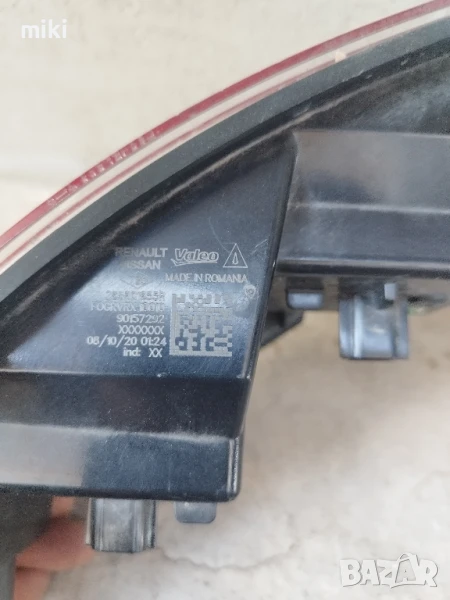 miki
RENAULT Valeo
NISSAN MADE IN ROMANIA
90157292
XXXXXXX
08/10/20 01:24
ind: XX
BAZAR